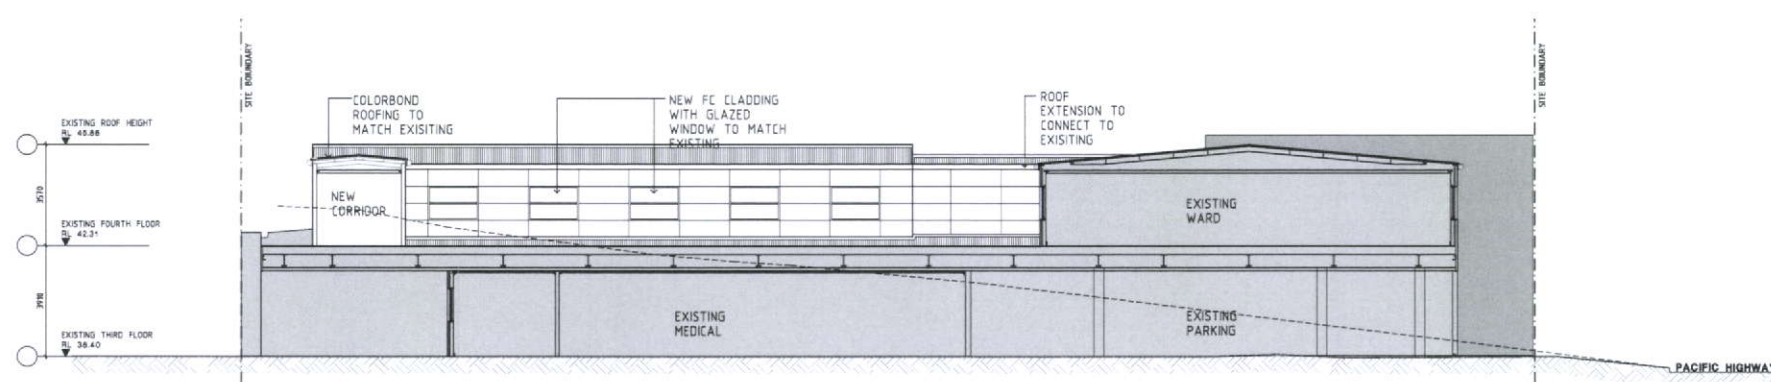 SITE BOUNDARY
SITE BOUNDARY
COLORBOND
ROOFING TO
MATCH EXISITING
NEW FC CLADDING
WITH GLAZED
WINDOW TO MATCH
EXISTING
ROOF
EXTENSION TO
CONNECT TO
EXISITING
EXISTING ROOF HEIGHT
RL 45.88
3570
NEW
CORRIDOR
EXISTING
WARD
EXISTING FOURTH FLOOR
RL 42.31
3910
EXISTING
MEDICAL
EXISTING
PARKING
EXISTING THIRD FLOOR
RL 38.40
PACIFIC HIGHWAY